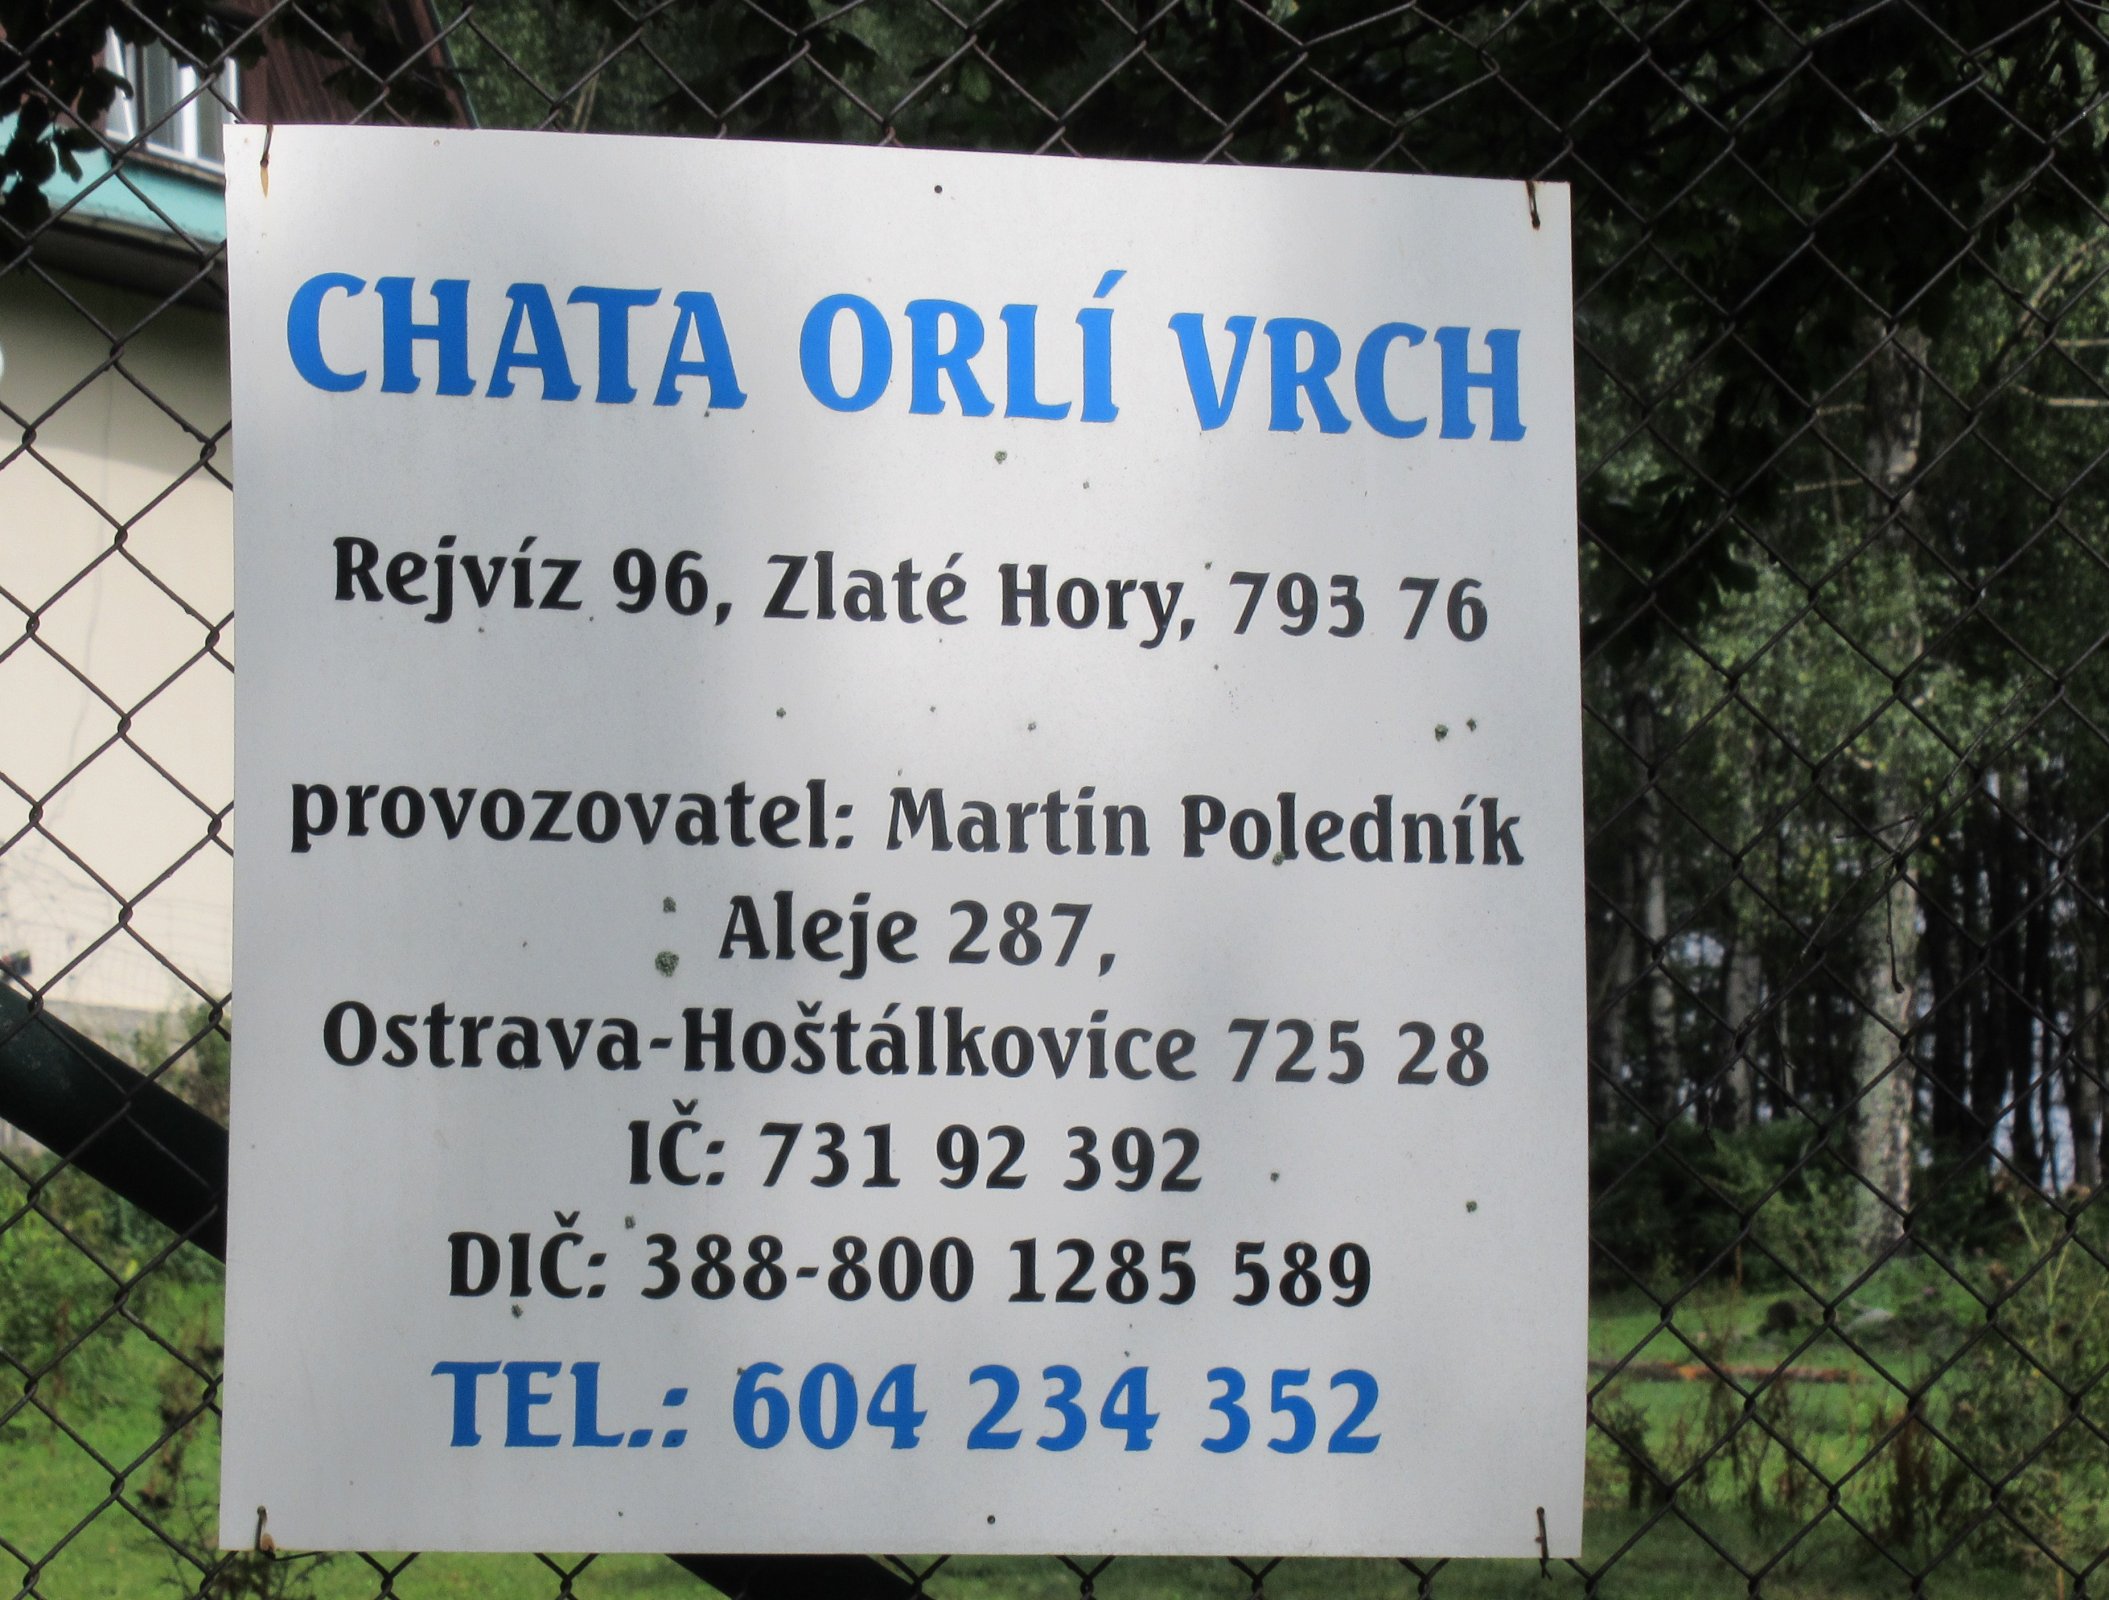 CHATA ORLÍ VRCH
Rejvíz 96, Zlaté Hory, 793 76
provozovatel: Martin Poledník
Aleje 287,
Ostrava-Hoštálkovice 725 28
IČ: 731 92 392
DIČ: 388-800 1285 589
TEL.: 604 234 352